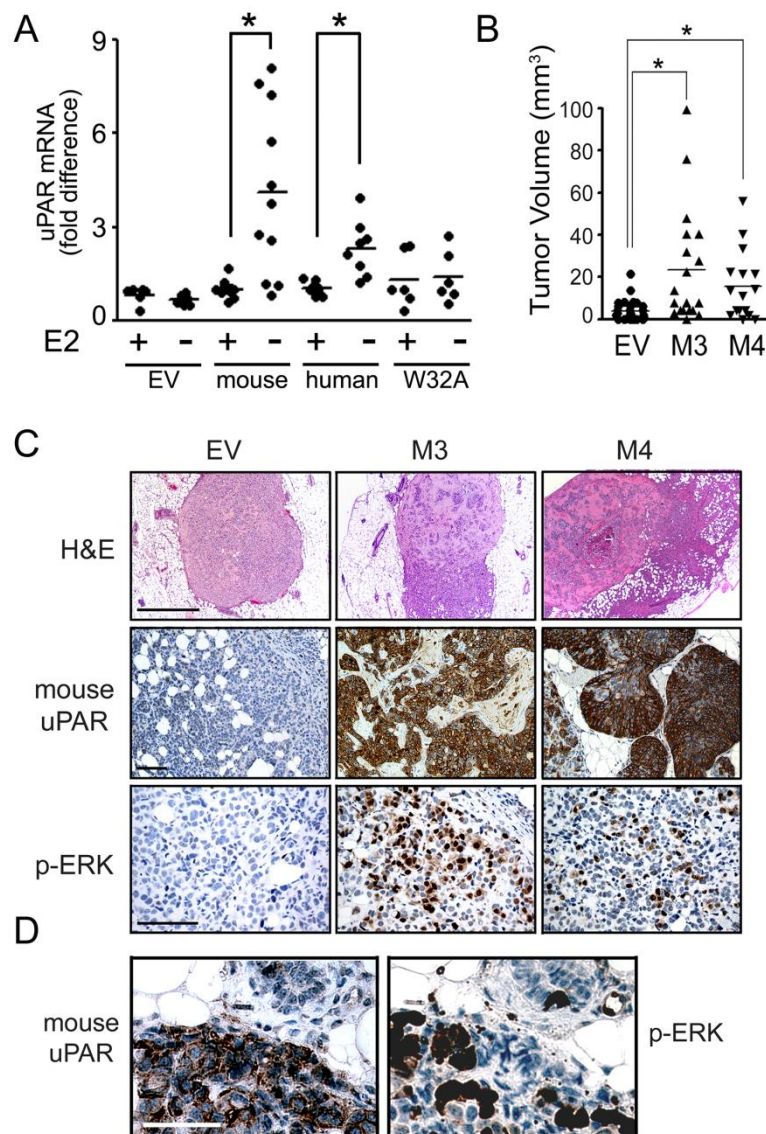 A
uPAR mRNA
(fold difference)
9
6
3
0
*
*
E2
+ - + - + - + -
EV mouse human W32A
B
Tumor Volume (mm³)
100
80
60
40
20
0
*
*
EV M3 M4
C
EV M3 M4
H&E
mouse
uPAR
p-ERK
D
mouse
uPAR
p-ERK